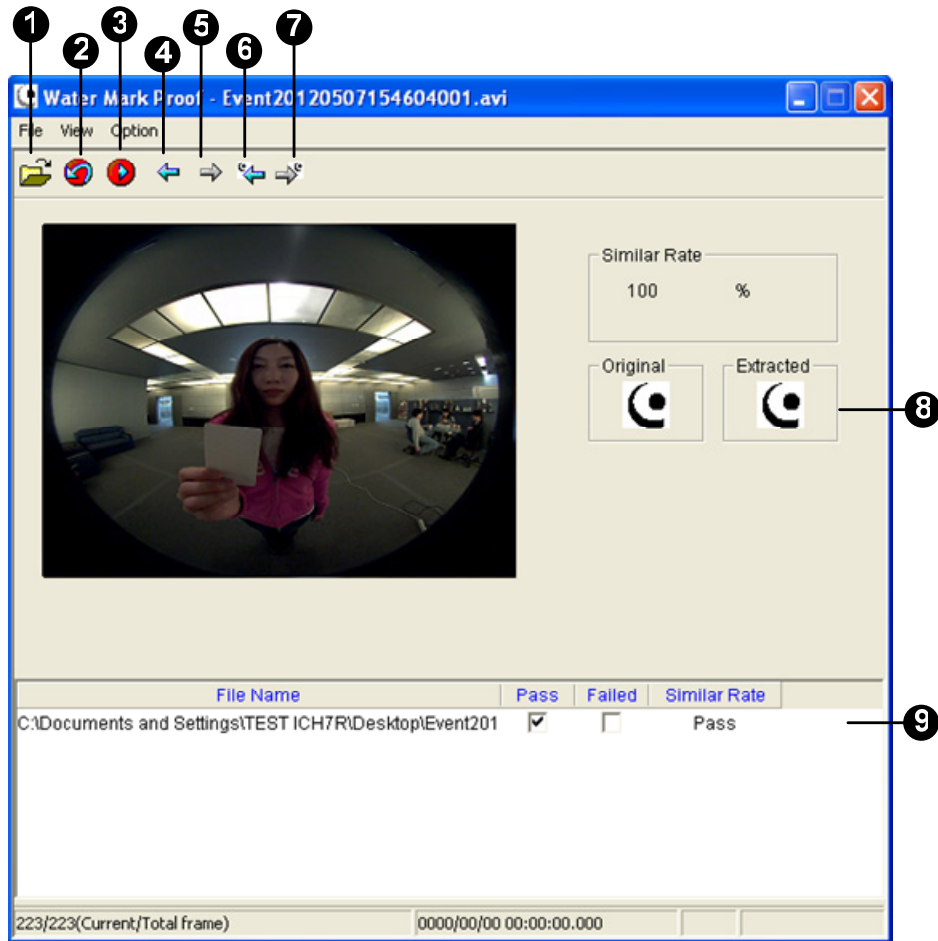 1 2 3 4 5 6 7
Water Mark Proof - Event20120507154604001.avi
File View Option
Similar Rate
100 %
Original Extracted
8
File Name Pass Failed Similar Rate
C:\Documents and Settings\TEST ICH7R\Desktop\Event201 Pass
9
223/223(Current/Total frame) 0000/00/00 00:00:00.000